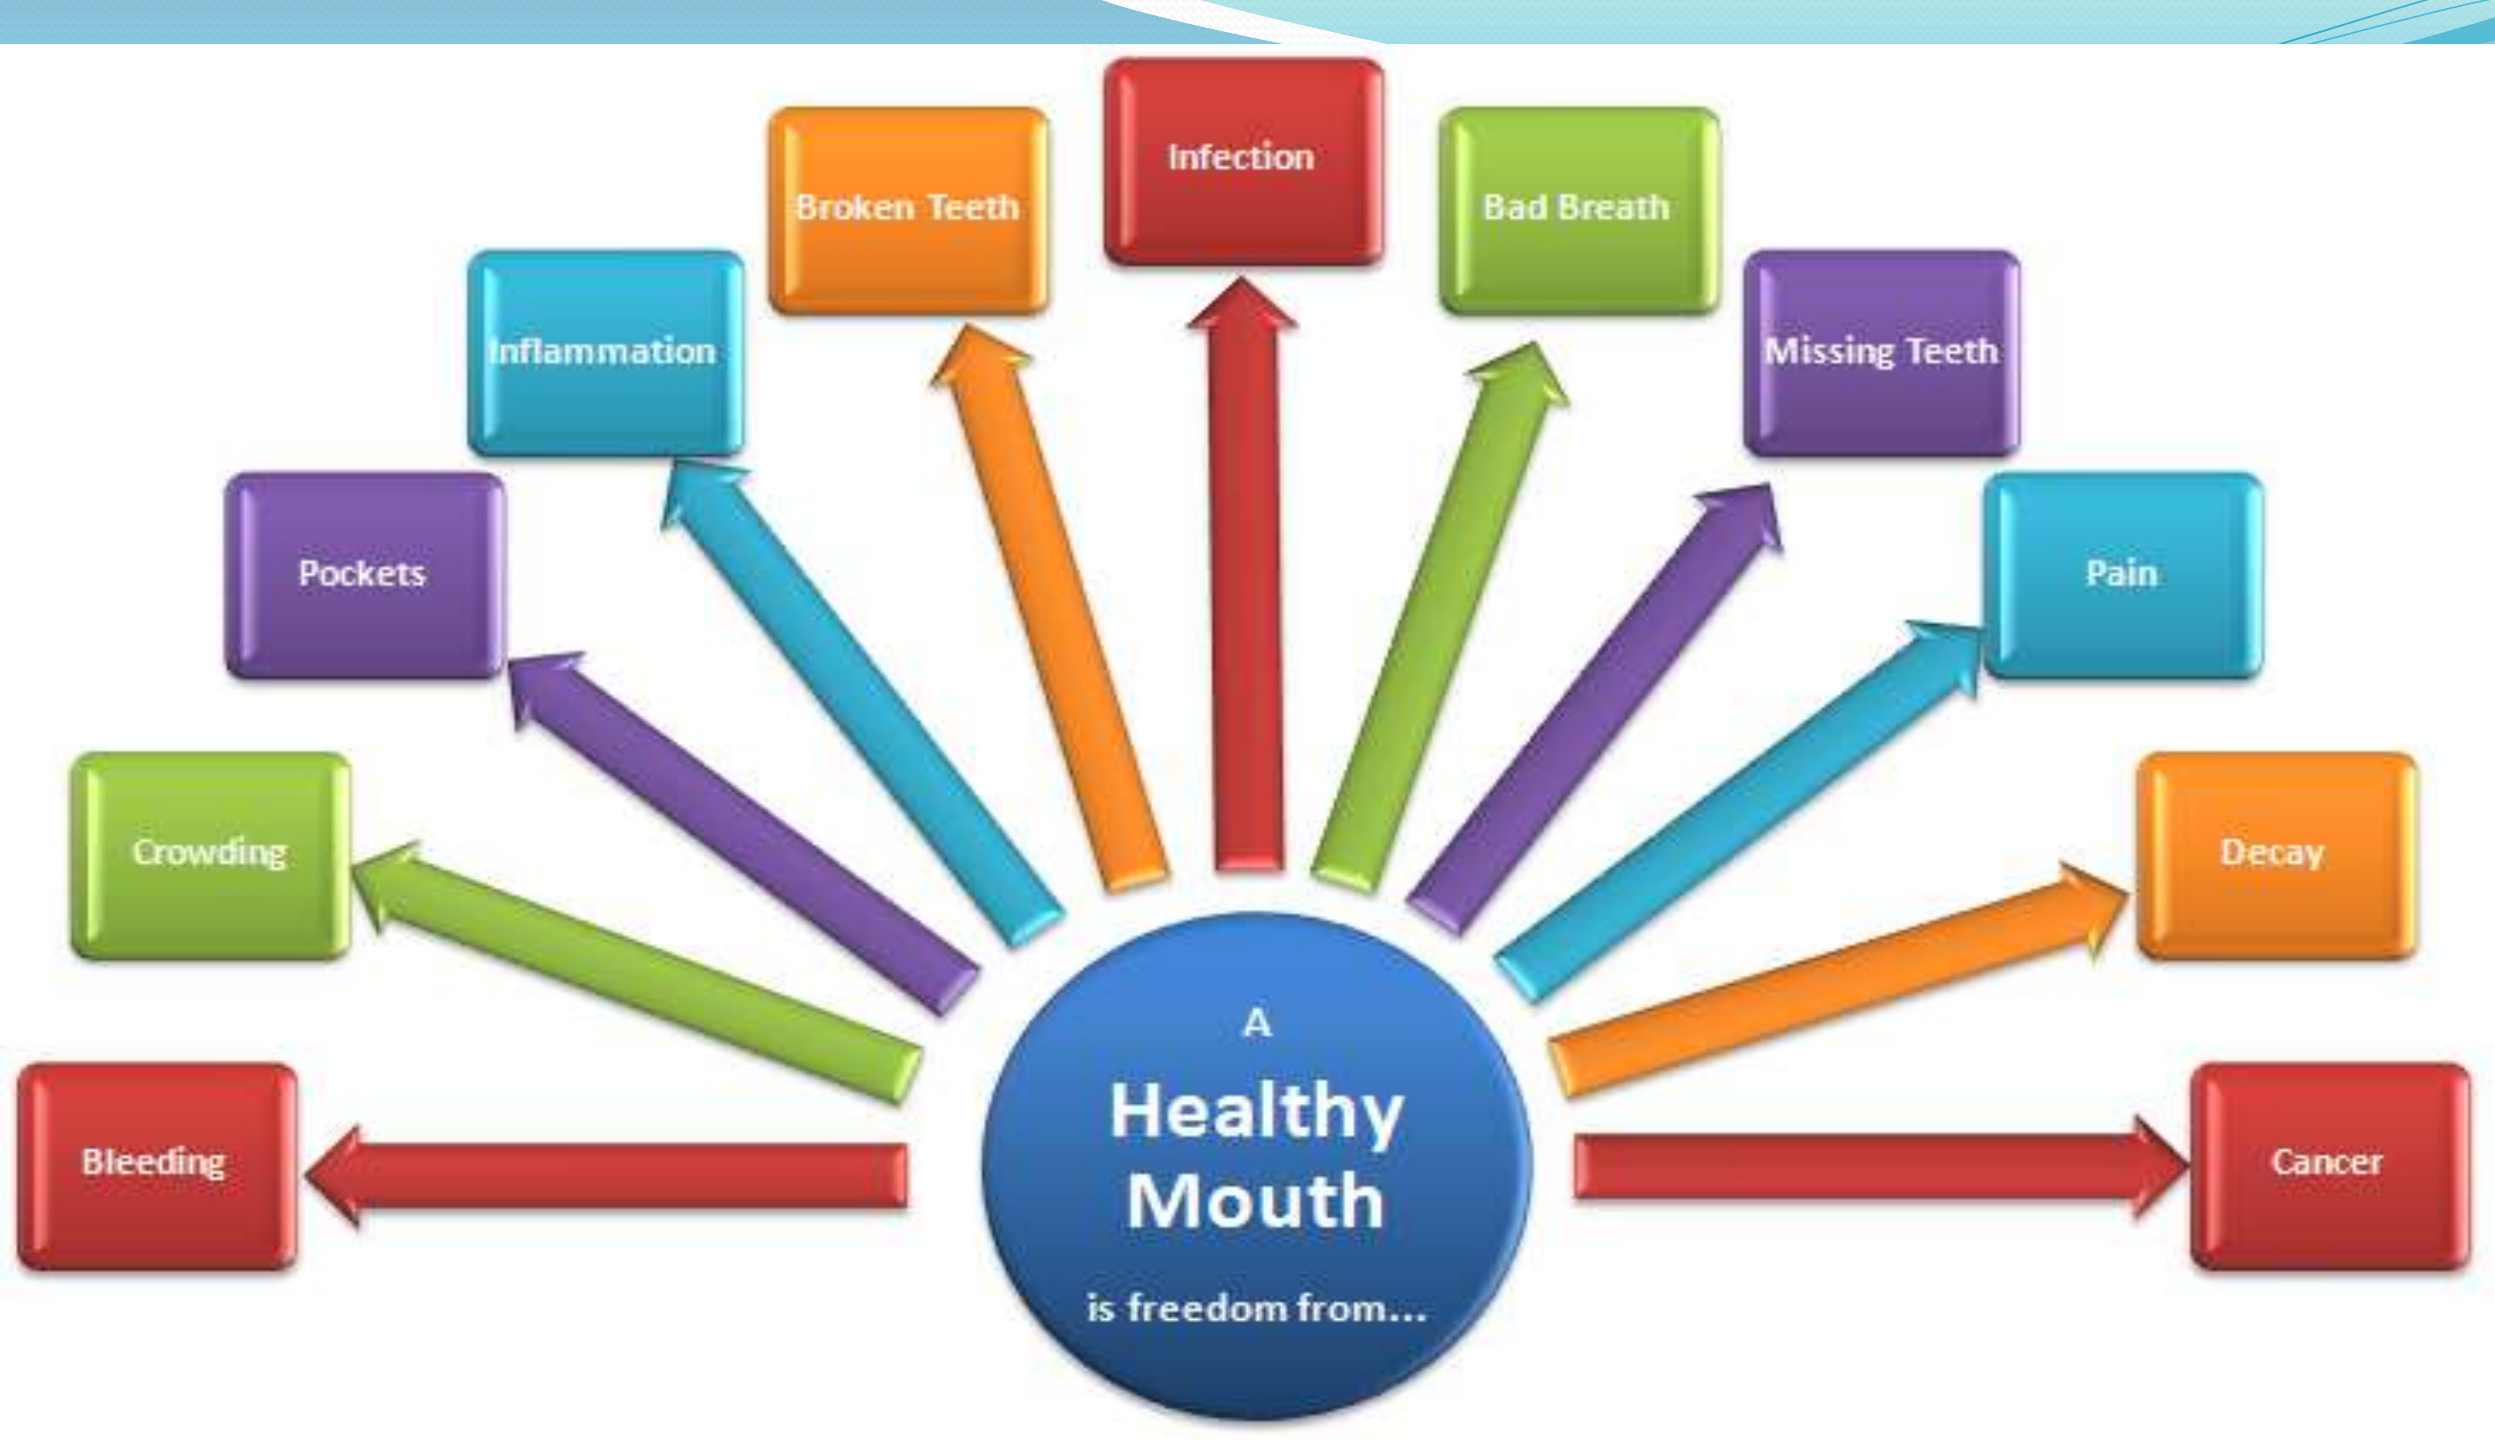 Infection
Broken Teeth
Bad Breath
Inflammation
Missing Teeth
Pockets
Pain
Crowding
Decay
Bleeding
Cancer
A
Healthy
Mouth
is freedom from...